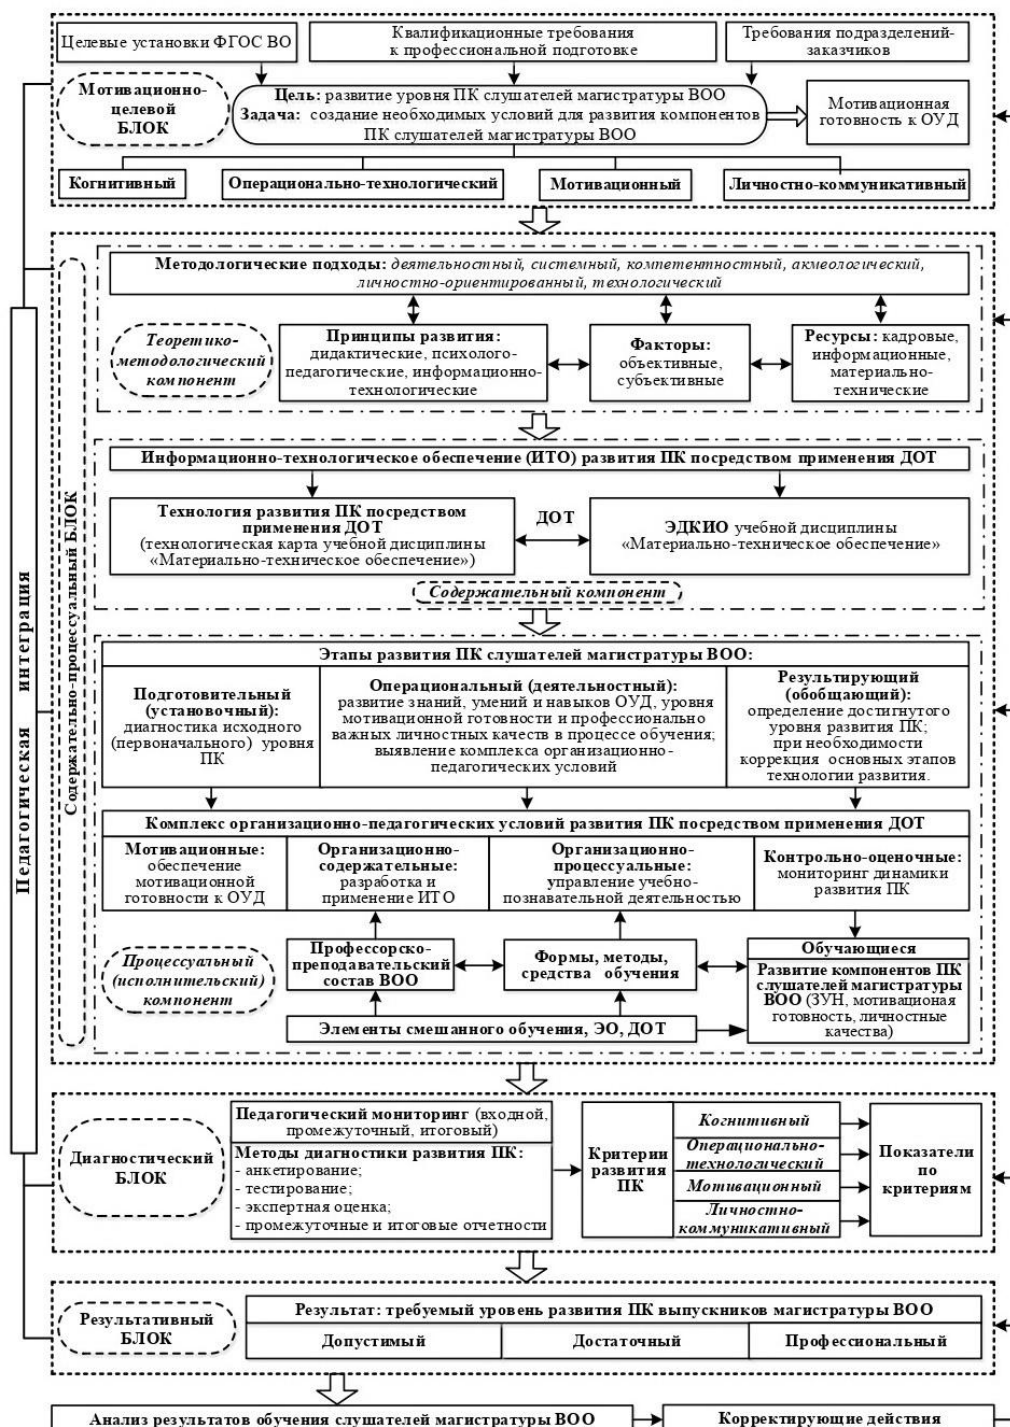 Целевые установки ФГОС ВО
Квалификационные требования
к профессиональной подготовке
Требования подразделений-
заказчиков
Мотивационно-
целевой
БЛОК
Цель: развитие уровня ПК слушателей магистратуры ВОО
Задача: создание необходимых условий для развития компонентов
ПК слушателей магистратуры ВОО
Мотивационная
готовность к ОУД
Когнитивный
Операционально-технологический
Мотивационный
Личностно-коммуникативный
Педагогическая интеграция
Содержательно-процессуальный БЛОК
Методологические подходы: деятельностный, системный, компетентностный, акмеологический,
личностно-ориентированный, технологический
Теоретико-
методологический
компонент
Принципы развития:
дидактические, психолого-
педагогические, информационно-
технологические
Факторы:
объективные,
субъективные
Ресурсы: кадровые,
информационные,
материально-
технические
Информационно-технологическое обеспечение (ИТО) развития ПК посредством применения ДОТ
Технология развития ПК посредством
применения ДОТ
(технологическая карта учебной дисциплины
«Материально-техническое обеспечение»)
ДОТ
ЭДКИО учебной дисциплины
«Материально-техническое обеспечение»
Содержательный компонент
Этапы развития ПК слушателей магистратуры ВОО:
Подготовительный
(установочный):
диагностика исходного
(первоначального) уровня
ПК
Операциональный (деятельностный):
развитие знаний, умений и навыков ОУД, уровня
мотивационной готовности и профессионально
важных личностных качеств в процессе обучения;
выявление комплекса организационно-
педагогических условий
Результирующий
(обобщающий):
определение достигнутого
уровня развития ПК;
при необходимости
коррекция основных этапов
технологии развития.
Комплекс организационно-педагогических условий развития ПК посредством применения ДОТ
Мотивационные:
обеспечение
мотивационной
готовности к ОУД
Организационно-
содержательные:
разработка и
применение ИТО
Организационно-
процессуальные:
управление учебно-
познавательной деятельностью
Контрольно-оценочные:
мониторинг динамики
развития ПК
Процессуальный
(исполнительский)
компонент
Профессорско-
преподавательский
состав ВОО
Формы, методы,
средства обучения
Обучающиеся
Развитие компонентов ПК
слушателей магистратуры
ВОО (ЗУН, мотивационая
готовность, личностные
качества)
Элементы смешанного обучения, ЭО, ДОТ
Диагностический
БЛОК
Педагогический мониторинг (входной,
промежуточный, итоговый)
Методы диагностики развития ПК:
- анкетирование;
- тестирование;
- экспертная оценка;
- промежуточные и итоговые отчетности
Критерии
развития
ПК
Когнитивный
Операционально-
технологический
Мотивационный
Личностно-
коммуникативный
Показатели
по
критериям
Результативный
БЛОК
Результат: требуемый уровень развития ПК выпускников магистратуры ВОО
Допустимый
Достаточный
Профессиональный
Анализ результатов обучения слушателей магистратуры ВОО
Корректирующие действия